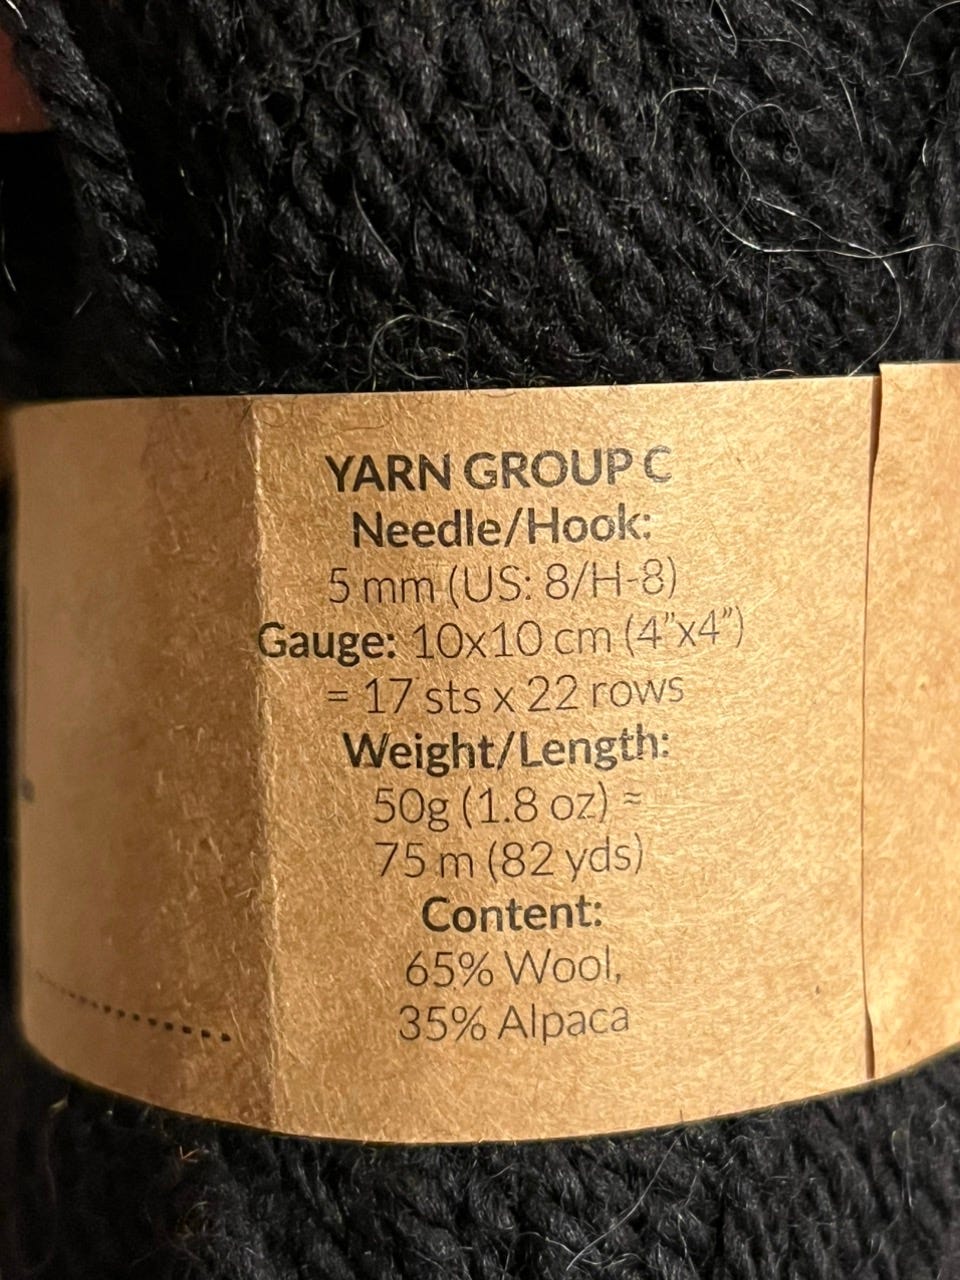 YARN GROUP C
Needle/Hook:
5 mm (US: 8/H-8)
Gauge: 10x10 cm (4”x4”)
= 17 sts x 22 rows
Weight/Length:
50g (1.8 oz) ≈
75 m (82 yds)
Content:
65% Wool,
35% Alpaca